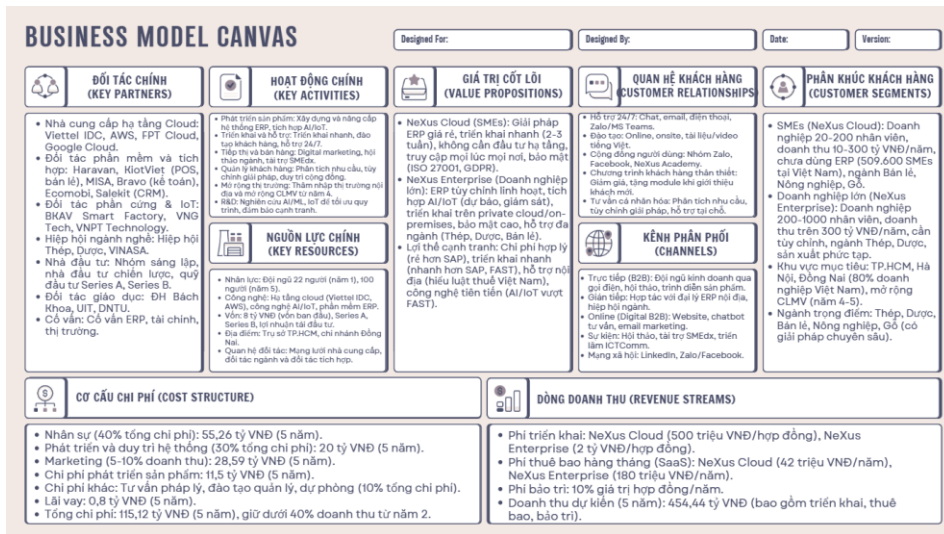 BUSINESS MODEL CANVAS
Designed For:
Designed By:
Date:
Version:
ĐỐI TÁC CHÍNH
(KEY PARTNERS)
• Nhà cung cấp hạ tầng Cloud:
Viettel IDC, AWS, FPT Cloud,
Google Cloud.
• Đối tác phần mềm và tích
hợp: Haravan, KiotViet (POS,
bán lẻ), MISA, Bravo (kế toán),
Ecomobi, Salekit (CRM).
• Đối tác phần cứng & IoT:
BKAV Smart Factory, VNG
Tech, VNPT Technology.
• Hiệp hội ngành nghề: Hiệp hội
Thép, Dược, VINASA.
• Nhà đầu tư: Nhóm sáng lập,
nhà đầu tư chiến lược, quỹ
đầu tư Series A, Series B.
• Đối tác giáo dục: ĐH Bách
Khoa, UIT, DNTU.
• Cố vấn: Cố vấn ERP, tài chính,
thị trường.
HOẠT ĐỘNG CHÍNH
(KEY ACTIVITIES)
• Phát triển sản phẩm: Xây dựng và nâng cấp
hệ thống ERP, tích hợp AI/IoT.
• Triển khai và hỗ trợ: Triển khai nhanh, đào
tạo khách hàng, hỗ trợ 24/7.
• Tiếp thị và bán hàng: Digital marketing, hội
thảo ngành, tài trợ SMEdx.
• Quản lý khách hàng: Phân tích nhu cầu, tùy
chỉnh giải pháp, duy trì cộng đồng.
• Mở rộng thị trường: Thâm nhập thị trường nội
địa và mở rộng CLMV từ năm 4.
• R&D: Nghiên cứu AI/ML, IoT để tối ưu quy
trình, đảm bảo cạnh tranh.
NGUỒN LỰC CHÍNH
(KEY RESOURCES)
• Nhân lực: Đội ngũ 22 người (năm 1), 100
người (năm 5).
• Công nghệ: Hạ tầng cloud (Viettel IDC,
AWS), công nghệ AI/IoT, phần mềm ERP.
• Vốn: 8 tỷ VNĐ (vốn ban đầu), Series A,
Series B, lợi nhuận tái đầu tư.
• Địa điểm: Trụ sở TP.HCM, chi nhánh Đồng
Nai.
• Quan hệ đối tác: Mạng lưới nhà cung cấp,
đối tác ngành và đối tác tích hợp.
GIÁ TRỊ CỐT LÕI
(VALUE PROPOSITIONS)
• NeXus Cloud (SMEs): Giải pháp
ERP giá rẻ, triển khai nhanh (2-3
tuần), không cần đầu tư hạ tầng,
truy cập mọi lúc mọi nơi, bảo mật
(ISO 27001, GDPR).
• NeXus Enterprise (Doanh nghiệp
lớn): ERP tùy chỉnh linh hoạt, tích
hợp AI/IoT (dự báo, giám sát),
triển khai trên private cloud/on-
premises, bảo mật cao, hỗ trợ đa
ngành (Thép, Dược, Bán lẻ).
• Lợi thế cạnh tranh: Chi phí hợp lý
(rẻ hơn SAP), triển khai nhanh
(nhanh hơn SAP, FAST), hỗ trợ nội
địa (hiểu luật thuế Việt Nam),
công nghệ tiên tiến (AI/IoT vượt
FAST).
QUAN HỆ KHÁCH HÀNG
(CUSTOMER RELATIONSHIPS)
• Hỗ trợ 24/7: Chat, email, điện thoại,
Zalo/MS Teams.
• Đào tạo: Online, onsite, tài liệu/video
tiếng Việt.
• Cộng đồng người dùng: Nhóm Zalo,
Facebook, NeXus Academy.
• Chương trình khách hàng thân thiết:
Giảm giá, tặng module khi giới thiệu
khách mới.
• Tư vấn cá nhân hóa: Phân tích nhu cầu,
tùy chỉnh giải pháp, hỗ trợ tại chỗ.
KÊNH PHÂN PHỐI
(CHANNELS)
• Trực tiếp (B2B): Đội ngũ kinh doanh qua
gọi điện, hội thảo, trình diễn sản phẩm.
• Gián tiếp: Hợp tác với đại lý ERP nội địa,
hiệp hội ngành.
• Online (Digital B2B): Website, chatbot
tư vấn, email marketing.
• Sự kiện: Hội thảo, tài trợ SMEdx, triển
lãm ICTComm.
• Mạng xã hội: LinkedIn, Zalo/Facebook.
PHÂN KHÚC KHÁCH HÀNG
(CUSTOMER SEGMENTS)
• SMEs (NeXus Cloud): Doanh
nghiệp 20-200 nhân viên,
doanh thu 10-300 tỷ VNĐ/năm,
chưa dùng ERP (509.600 SMEs
tại Việt Nam), ngành Bán lẻ,
Nông nghiệp, Gỗ.
• Doanh nghiệp lớn (NeXus
Enterprise): Doanh nghiệp
200-1000 nhân viên, doanh
thu trên 300 tỷ VNĐ/năm, cần
tùy chỉnh, ngành Thép, Dược,
sản xuất phức tạp.
• Khu vực mục tiêu: TP.HCM, Hà
Nội, Đồng Nai (80% doanh
nghiệp Việt Nam), mở rộng
CLMV (năm 4-5).
• Ngành trọng điểm: Thép, Dược,
Bán lẻ, Nông nghiệp, Gỗ (có
giải pháp chuyên sâu).
CƠ CẤU CHI PHÍ (COST STRUCTURE)
• Nhân sự (40% tổng chi phí): 55,26 tỷ VNĐ (5 năm).
• Phát triển và duy trì hệ thống (30% tổng chi phí): 20 tỷ VNĐ (5 năm).
• Marketing (5-10% doanh thu): 28,59 tỷ VNĐ (5 năm).
• Chi phí phát triển sản phẩm: 11,5 tỷ VNĐ (5 năm).
• Chi phí khác: Tư vấn pháp lý, đào tạo quản lý, dự phòng (10% tổng chi phí).
• Lãi vay: 0,8 tỷ VNĐ (5 năm).
• Tổng chi phí: 115,12 tỷ VNĐ (5 năm), giữ dưới 40% doanh thu từ năm 2.
DÒNG DOANH THU (REVENUE STREAMS)
• Phí triển khai: NeXus Cloud (500 triệu VNĐ/hợp đồng), NeXus
Enterprise (2 tỷ VNĐ/hợp đồng).
• Phí thuê bao hàng tháng (SaaS): NeXus Cloud (42 triệu VNĐ/năm),
NeXus Enterprise (180 triệu VNĐ/năm).
• Phí bảo trì: 10% giá trị hợp đồng/năm.
• Doanh thu dự kiến (5 năm): 454,44 tỷ VNĐ (bao gồm triển khai, thuê
bao, bảo trì).